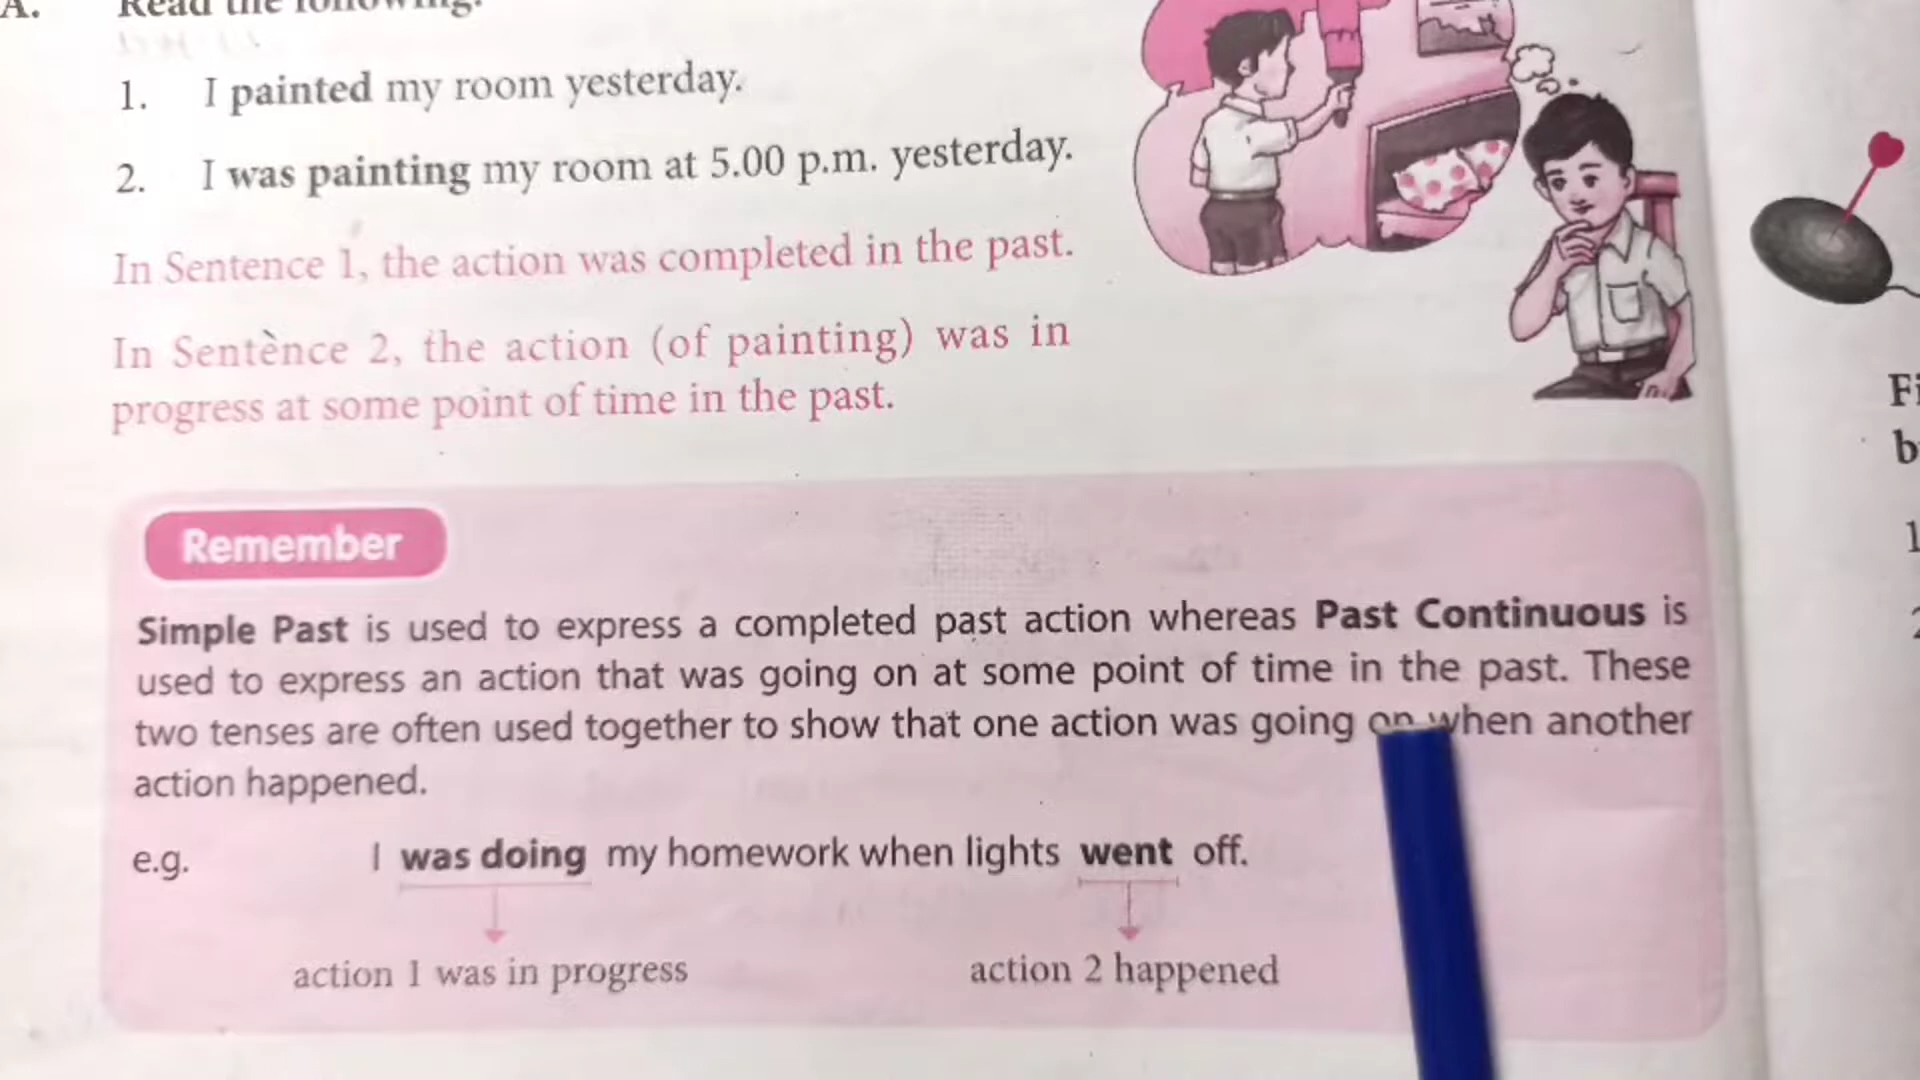 A. Read the following.
1. I painted my room yesterday.
2. I was painting my room at 5.00 p.m. yesterday.
In Sentence 1, the action was completed in the past.
In Sentence 2, the action (of painting) was in
progress at some point of time in the past.
Remember
Simple Past is used to express a completed past action whereas Past Continuous is
used to express an action that was going on at some point of time in the past. These
two tenses are often used together to show that one action was going on when another
action happened.
e.g. I was doing my homework when lights went off.
action 1 was in progress action 2 happened